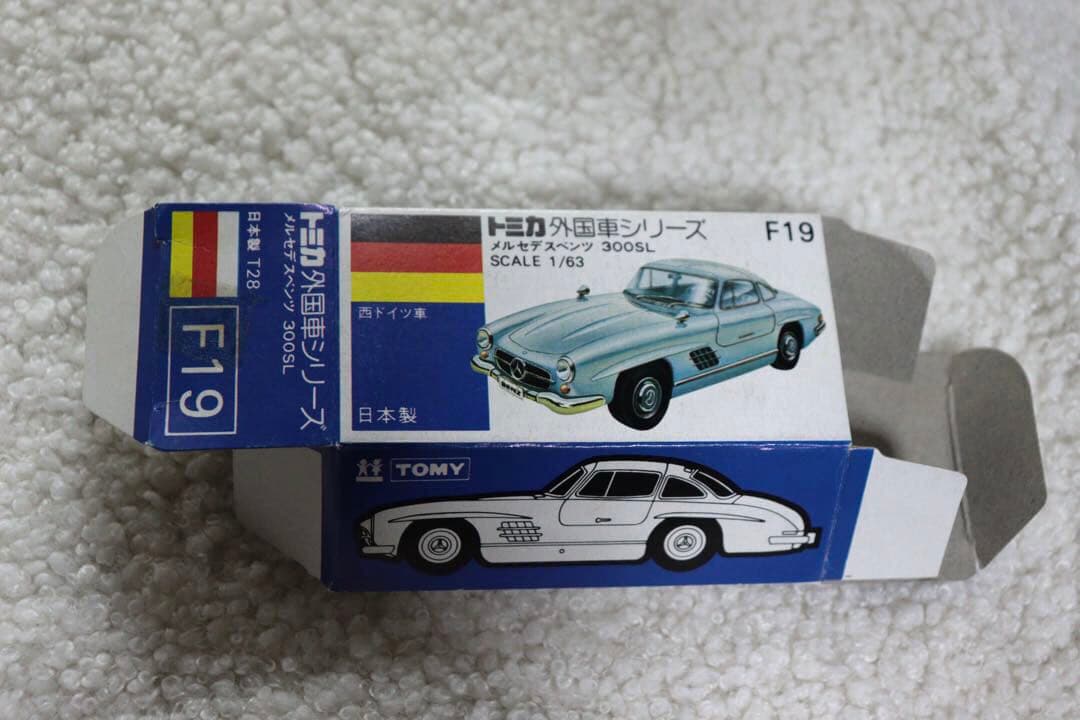 トミカ 外国車シリーズ
メルセデスベンツ 300SL
SCALE 1/63
F19
西ドイツ車
日本製
TOMY
トミカ 外国車シリーズ
メルセデスベンツ 300SL
日本製 T28
F19